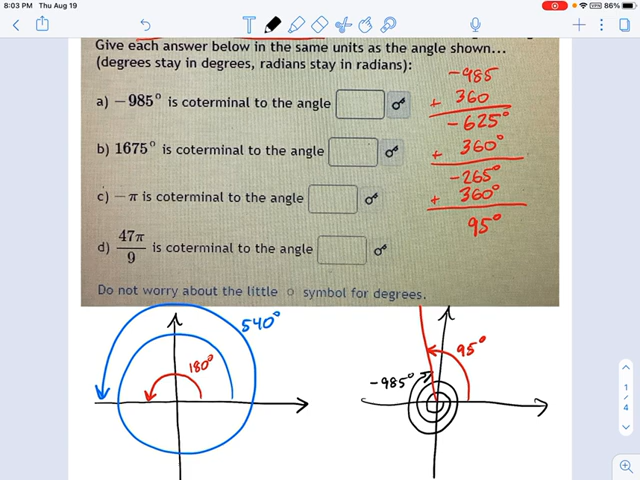 8:03 PM Thu Aug 19
86%
Give each answer below in the same units as the angle shown...
(degrees stay in degrees, radians stay in radians):
a) −985° is coterminal to the angle
b) 1675° is coterminal to the angle
c) −π is coterminal to the angle
d) 47π/9 is coterminal to the angle
Do not worry about the little o symbol for degrees.
-985
+ 360
-625°
+ 360°
-265°
+ 360°
95°
540°
180°
95°
-985°
1/4